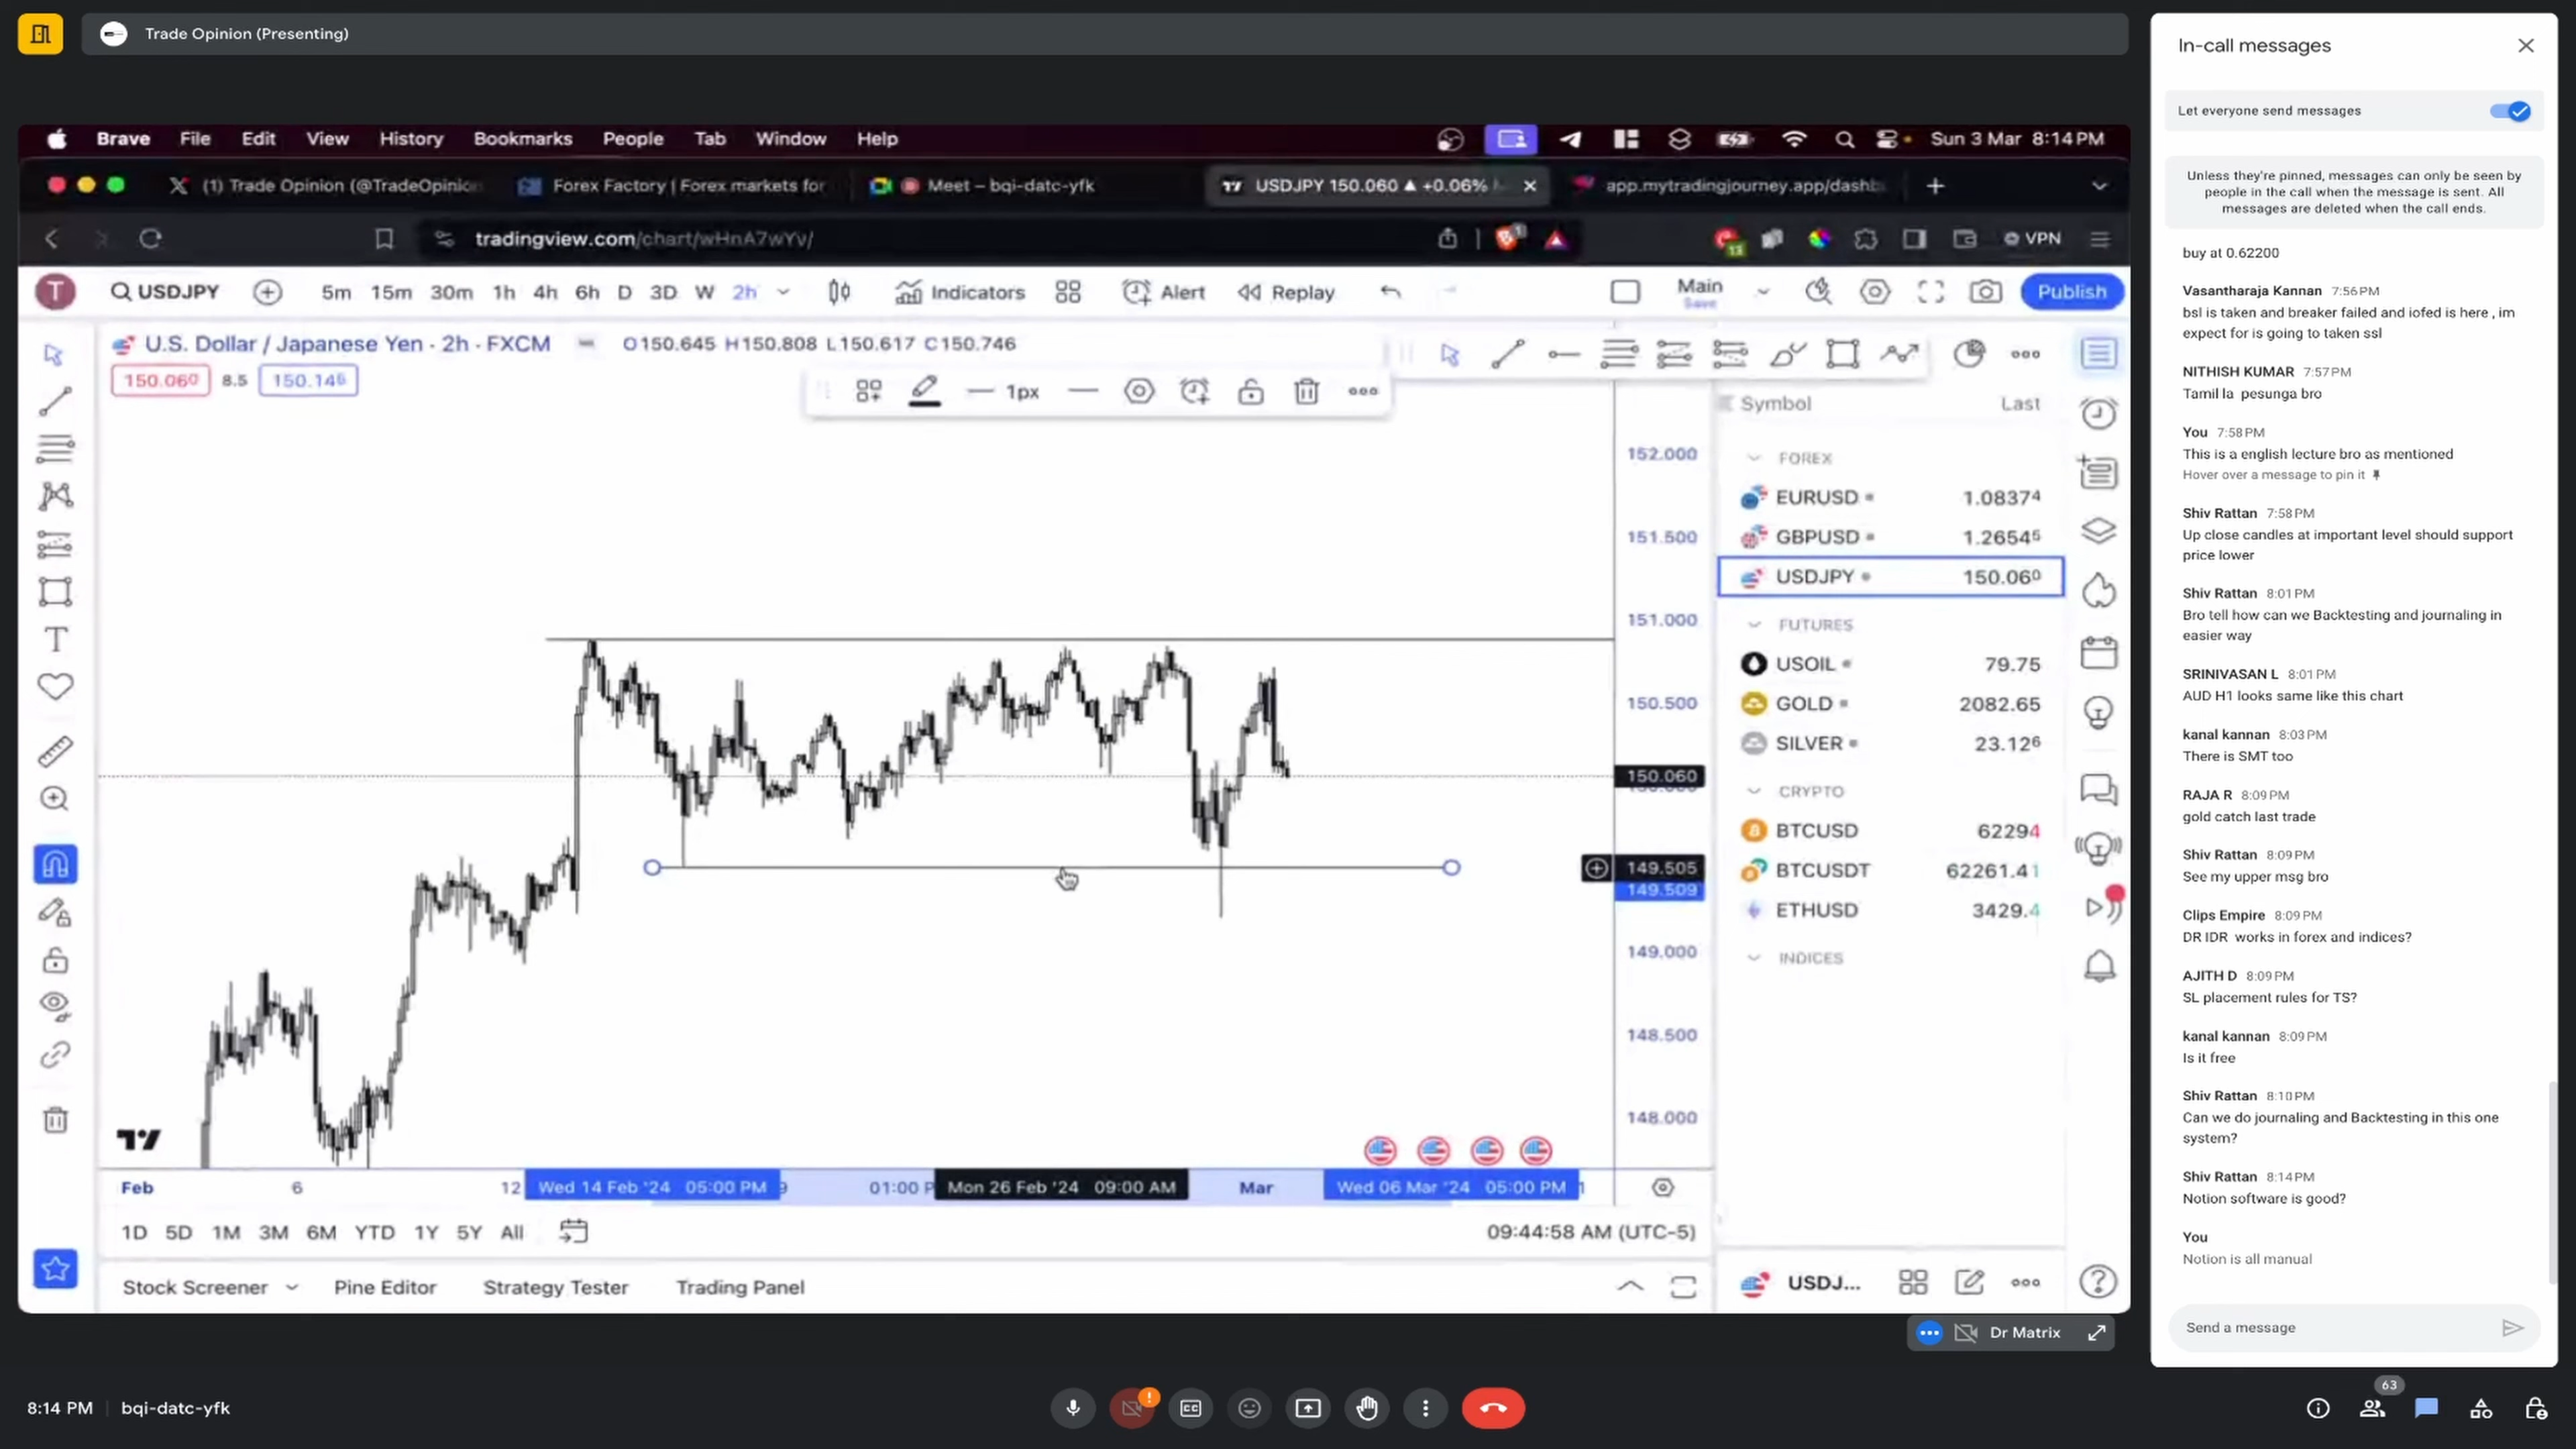 Trade Opinion (Presenting)
Brave File Edit View History Bookmarks People Tab Window Help
Sun 3 Mar 8:14 PM
(1) Trade Opinion (@TradeOpinion
Forex Factory | Forex markets for
Meet – bqi-datc-yfk
USDJPY 150.060 ▲ +0.06%
app.mytradingjourney.app/dashb
tradingview.com/chart/wHnA7wYv/
VPN
T
USDJPY
5m 15m 30m 1h 4h 6h D 3D W 2h
Indicators
Alert
Replay
Main
Save
Publish
U.S. Dollar / Japanese Yen · 2h · FXCM
O150.645 H150.808 L150.617 C150.746
150.060 8.5 150.146
1px
152.000
151.500
151.000
150.500
150.060
149.505
149.509
149.000
148.500
148.000
Symbol Last
FOREX
EURUSD 1.08374
GBPUSD 1.26545
USDJPY 150.060
FUTURES
USOIL 79.75
GOLD 2082.65
SILVER 23.126
CRYPTO
BTCUSD 62294
BTCUSDT 62261.41
ETHUSD 3429.4
INDICES
Feb 6 12 Wed 14 Feb '24 05:00 PM 9 01:00 P Mon 26 Feb '24 09:00 AM Mar Wed 06 Mar '24 05:00 PM
1D 5D 1M 3M 6M YTD 1Y 5Y All
09:44:58 AM (UTC-5)
Stock Screener Pine Editor Strategy Tester Trading Panel
USDJ...
Dr Matrix
8:14 PM | bqi-datc-yfk
63
In-call messages
Let everyone send messages
Unless they're pinned, messages can only be seen by
people in the call when the message is sent. All
messages are deleted when the call ends.
buy at 0.62200
Vasantharaja Kannan 7:56 PM
bsl is taken and breaker failed and iofed is here , im
expect for is going to taken ssl
NITHISH KUMAR 7:57 PM
Tamil la pesunga bro
You 7:58 PM
This is a english lecture bro as mentioned
Hover over a message to pin it
Shiv Rattan 7:58 PM
Up close candles at important level should support
price lower
Shiv Rattan 8:01 PM
Bro tell how can we Backtesting and journaling in
easier way
SRINIVASAN L 8:01 PM
AUD H1 looks same like this chart
kanal kannan 8:03 PM
There is SMT too
RAJA R 8:09 PM
gold catch last trade
Shiv Rattan 8:09 PM
See my upper msg bro
Clips Empire 8:09 PM
DR IDR works in forex and indices?
AJITH D 8:09 PM
SL placement rules for TS?
kanal kannan 8:09 PM
Is it free
Shiv Rattan 8:10 PM
Can we do journaling and Backtesting in this one
system?
Shiv Rattan 8:14 PM
Notion software is good?
You
Notion is all manual
Send a message